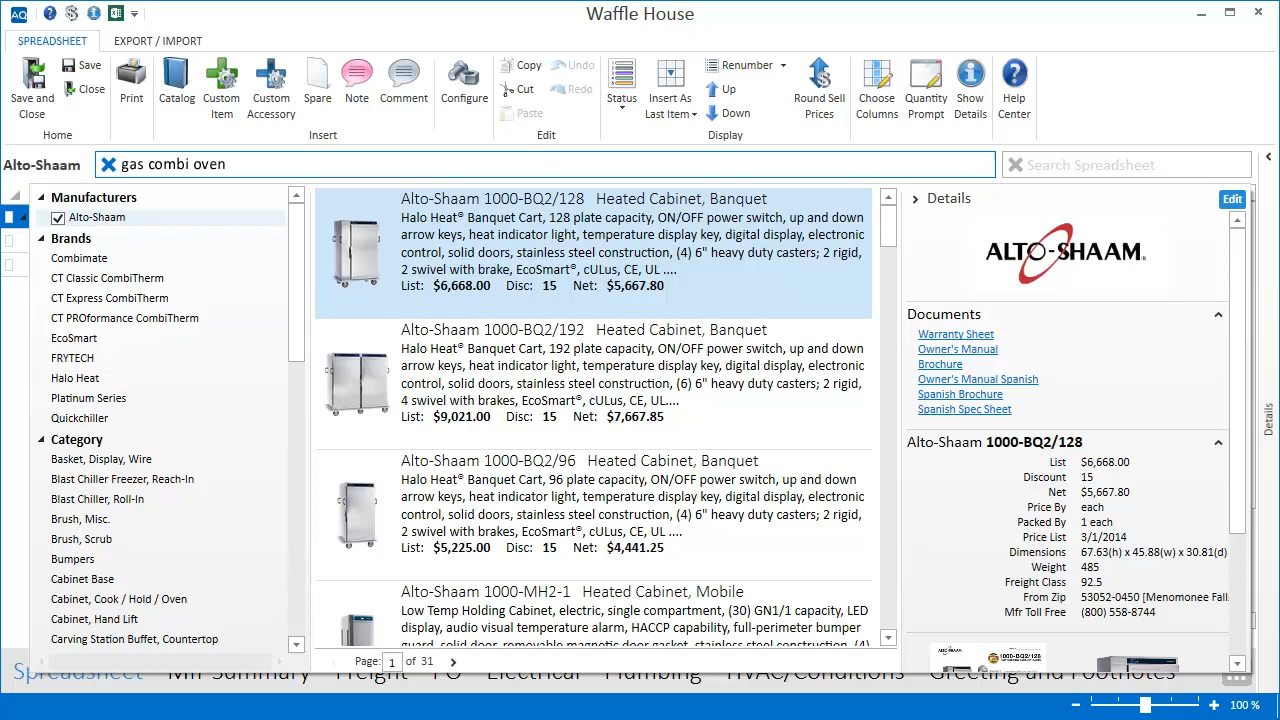 AQ
Waffle House
SPREADSHEET
EXPORT / IMPORT
Save and Close
Save
Close
Home
Print
Catalog
Custom Item
Custom Accessory
Spare
Note
Comment
Insert
Configure
Copy
Cut
Paste
Undo
Redo
Edit
Status
Insert As Last Item
Renumber
Up
Down
Display
Round Sell Prices
Choose Columns
Quantity Prompt
Show Details
Help Center
Alto-Shaam
gas combi oven
Search Spreadsheet
Manufacturers
Alto-Shaam
Brands
Combimate
CT Classic CombiTherm
CT Express CombiTherm
CT PROformance CombiTherm
EcoSmart
FRYTECH
Halo Heat
Platinum Series
Quickchiller
Category
Basket, Display, Wire
Blast Chiller Freezer, Reach-In
Blast Chiller, Roll-In
Brush, Misc.
Brush, Scrub
Bumpers
Cabinet Base
Cabinet, Cook / Hold / Oven
Cabinet, Hand Lift
Carving Station Buffet, Countertop
Alto-Shaam 1000-BQ2/128 Heated Cabinet, Banquet
Halo Heat® Banquet Cart, 128 plate capacity, ON/OFF power switch, up and down
arrow keys, heat indicator light, temperature display key, digital display, electronic
control, solid doors, stainless steel construction, (4) 6" heavy duty casters; 2 rigid,
2 swivel with brake, EcoSmart®, cULus, CE, UL ....
List: $6,668.00 Disc: 15 Net: $5,667.80
Alto-Shaam 1000-BQ2/192 Heated Cabinet, Banquet
Halo Heat® Banquet Cart, 192 plate capacity, ON/OFF power switch, up and down
arrow keys, heat indicator light, temperature display key, digital display, electronic
control, solid doors, stainless steel construction, (6) 6" heavy duty casters; 2 rigid,
4 swivel with brakes, EcoSmart®, cULus, CE, UL....
List: $9,021.00 Disc: 15 Net: $7,667.85
Alto-Shaam 1000-BQ2/96 Heated Cabinet, Banquet
Halo Heat® Banquet Cart, 96 plate capacity, ON/OFF power switch, up and down
arrow keys, heat indicator light, temperature display key, digital display, electronic
control, solid doors, stainless steel construction, (4) 6" heavy duty casters; 2 rigid,
2 swivel with brakes, EcoSmart®, cULus, CE, UL ....
List: $5,225.00 Disc: 15 Net: $4,441.25
Alto-Shaam 1000-MH2-1 Heated Cabinet, Mobile
Low Temp Holding Cabinet, electric, single compartment, (30) GN1/1 capacity, LED
display, audio visual temperature alarm, HACCP capability, full-perimeter bumper
guard, solid door, removable magnetic door gasket, stainless steel construction, (4)
Page: 1 of 31
Details
Edit
ALTO-SHAAM
Documents
Warranty Sheet
Owner's Manual
Brochure
Owner's Manual Spanish
Spanish Brochure
Spanish Spec Sheet
Alto-Shaam 1000-BQ2/128
List $6,668.00
Discount 15
Net $5,667.80
Price By each
Packed By 1 each
Price List 3/1/2014
Dimensions 67.63(h) x 45.88(w) x 30.81(d)
Weight 485
Freight Class 92.5
From Zip 53052-0450 [Menomonee Fall
Mfr Toll Free (800) 558-8744
ALTO-SHAAM 1000-BQ2/128
Details
Spreadsheet Mfr Summary Freight PC Electrical Plumbing HVAC/Conditions Greeting and Footnotes
100 %